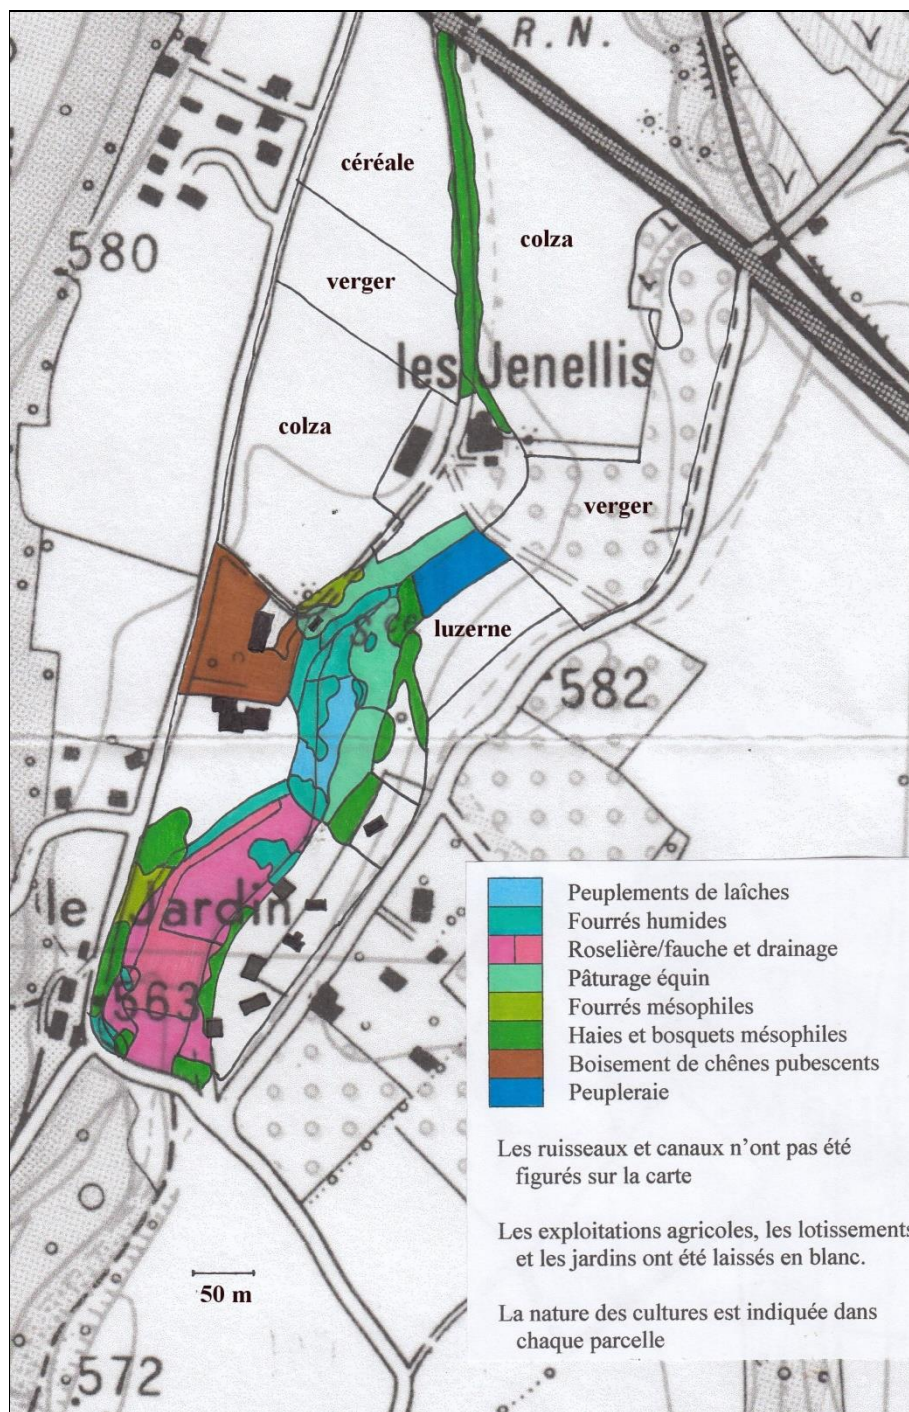 R.N.
céréale
580
colza
verger
les Jenellis
colza
verger
luzerne
582
Peuplements de laîches
Fourrés humides
le Jardin
Roselière/fauche et drainage
Pâturage équin
563
Fourrés mésophiles
Haies et bosquets mésophiles
Boisement de chênes pubescents
Peupleraie
Les ruisseaux et canaux n'ont pas été
figurés sur la carte
Les exploitations agricoles, les lotissements
et les jardins ont été laissés en blanc.
50 m
La nature des cultures est indiquée dans
chaque parcelle
572